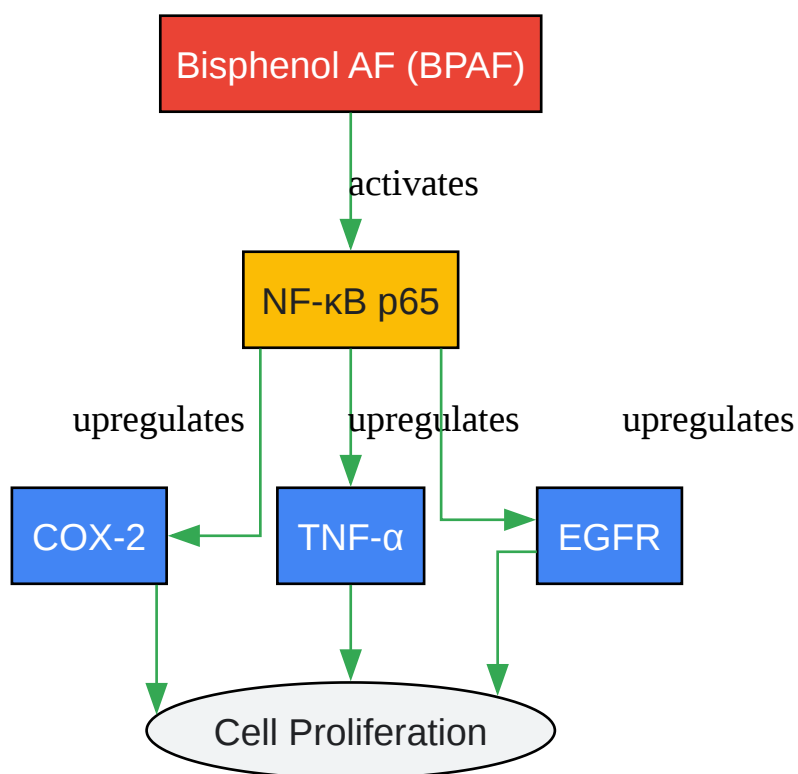 Bisphenol AF (BPAF)
activates
NF-κB p65
upregulates
upregulates
upregulates
COX-2
TNF-α
EGFR
Cell Proliferation